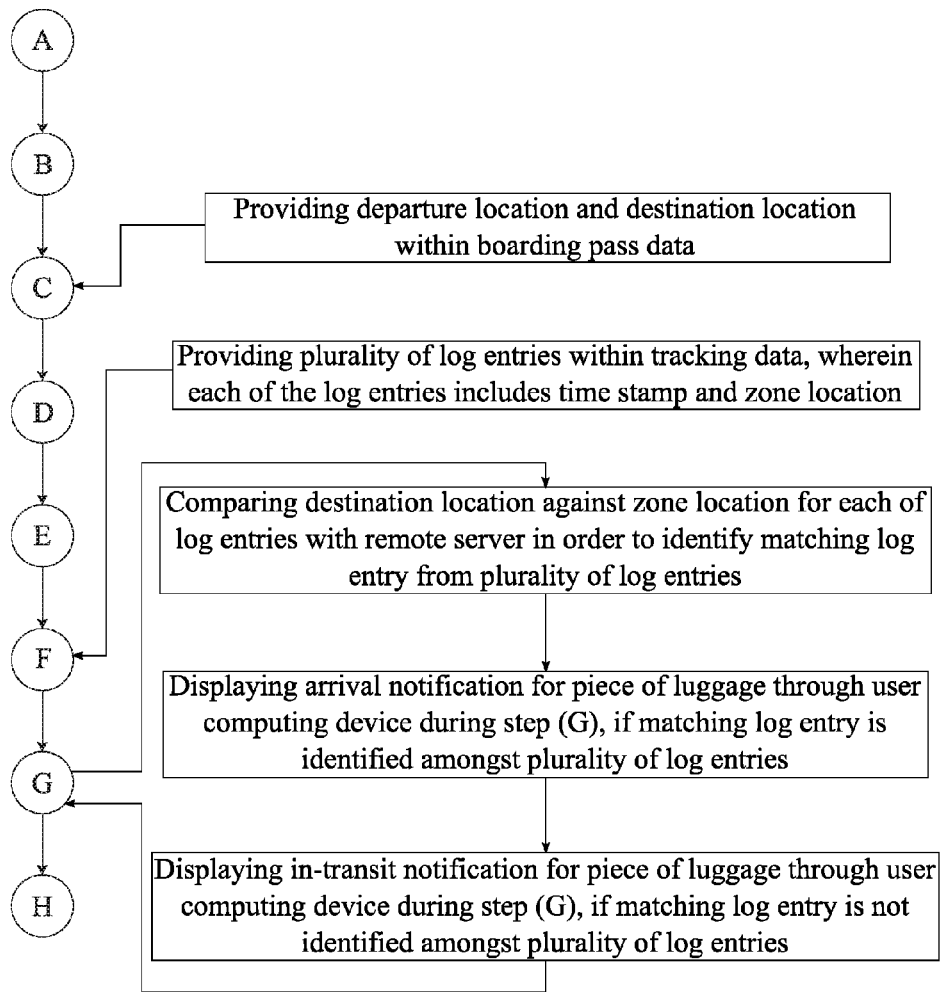 A
B
Providing departure location and destination location
within boarding pass data
C
Providing plurality of log entries within tracking data, wherein
each of the log entries includes time stamp and zone location
D
Comparing destination location against zone location for each of
log entries with remote server in order to identify matching log
entry from plurality of log entries
E
F
Displaying arrival notification for piece of luggage through user
computing device during step (G), if matching log entry is
identified amongst plurality of log entries
G
Displaying in-transit notification for piece of luggage through user
computing device during step (G), if matching log entry is not
identified amongst plurality of log entries
H